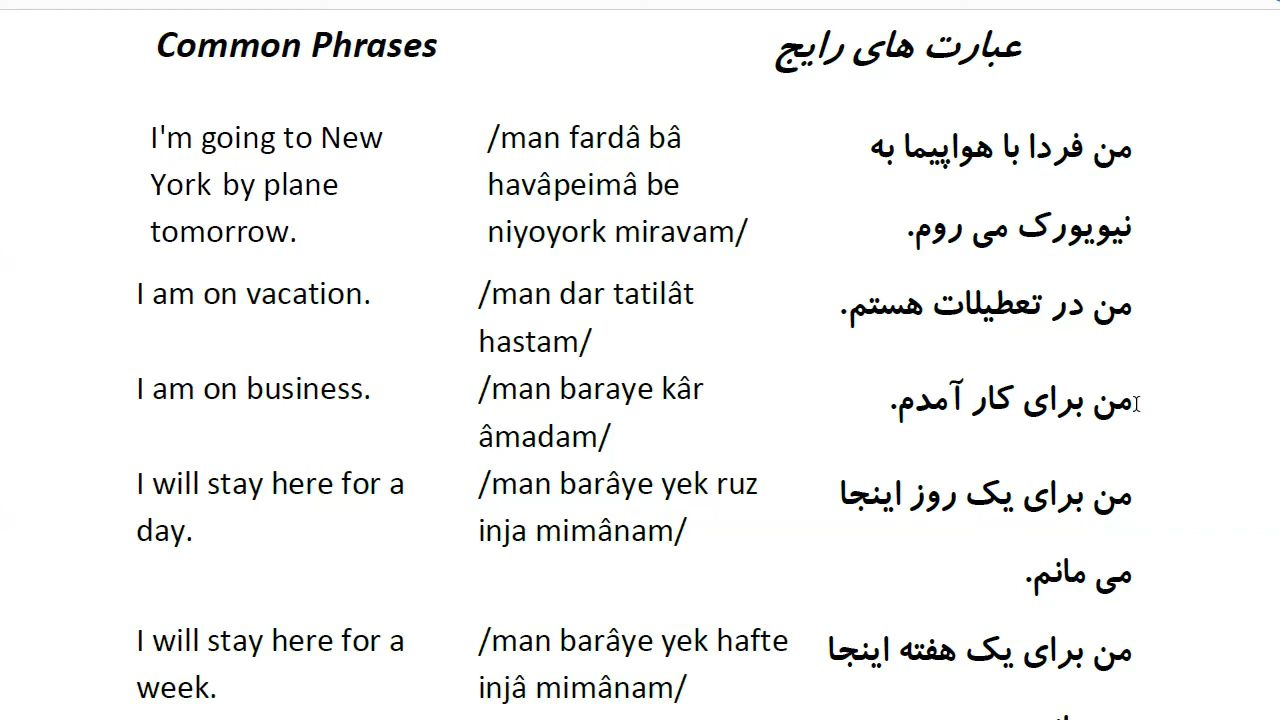 Common Phrases
عبارت های رایج
I'm going to New
York by plane
tomorrow.
/man fardâ bâ
havâpeimâ be
niyoyork miravam/
من فردا با هواپیما به
نیویورک می روم.
I am on vacation.
/man dar tatilât
hastam/
من در تعطیلات هستم.
I am on business.
/man baraye kâr
âmadam/
من برای کار آمدم.
I will stay here for a
day.
/man barâye yek ruz
inja mimânam/
من برای یک روز اینجا
می مانم.
I will stay here for a
week.
/man barâye yek hafte
injâ mimânam/
من برای یک هفته اینجا